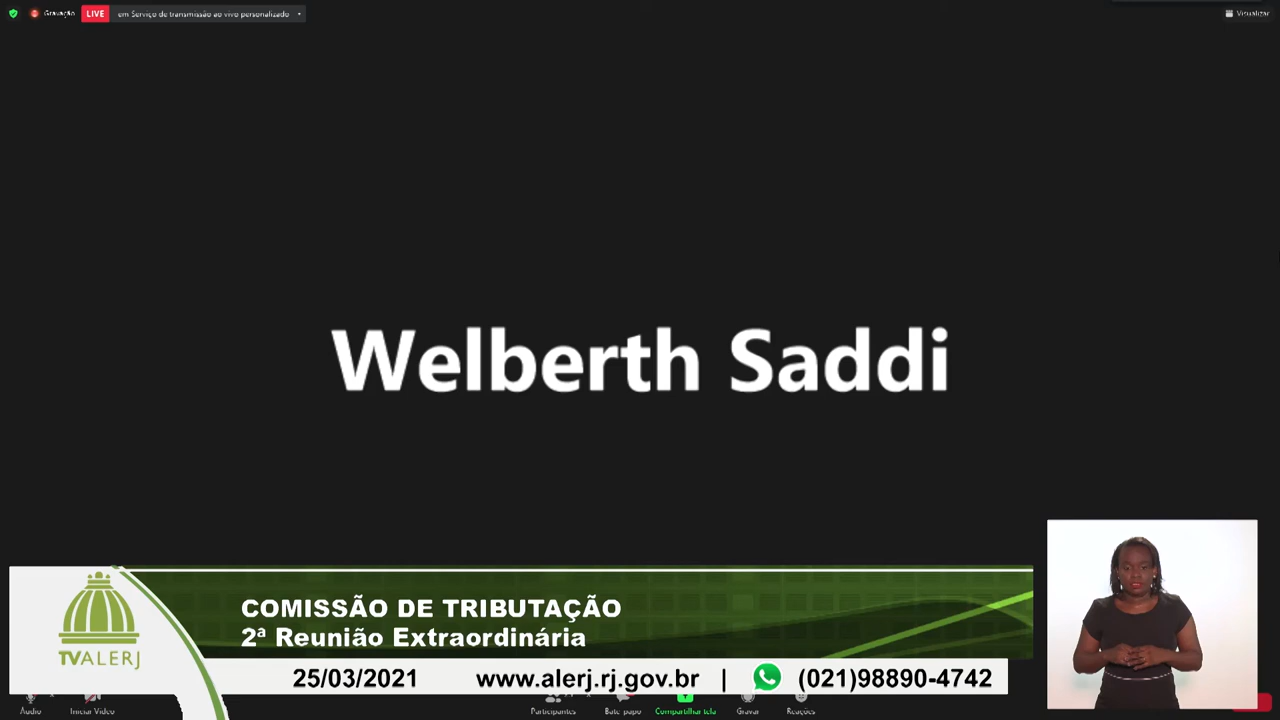 Gravação LIVE em Serviço de transmissão ao vivo personalizado
Visualizar
Welberth Saddi
COMISSÃO DE TRIBUTAÇÃO
2ª Reunião Extraordinária
TVALERJ
25/03/2021 www.alerj.rj.gov.br | (021)98890-4742
Áudio Iniciar Vídeo Participantes Bate-papo Compartilhar tela Gravar Reações